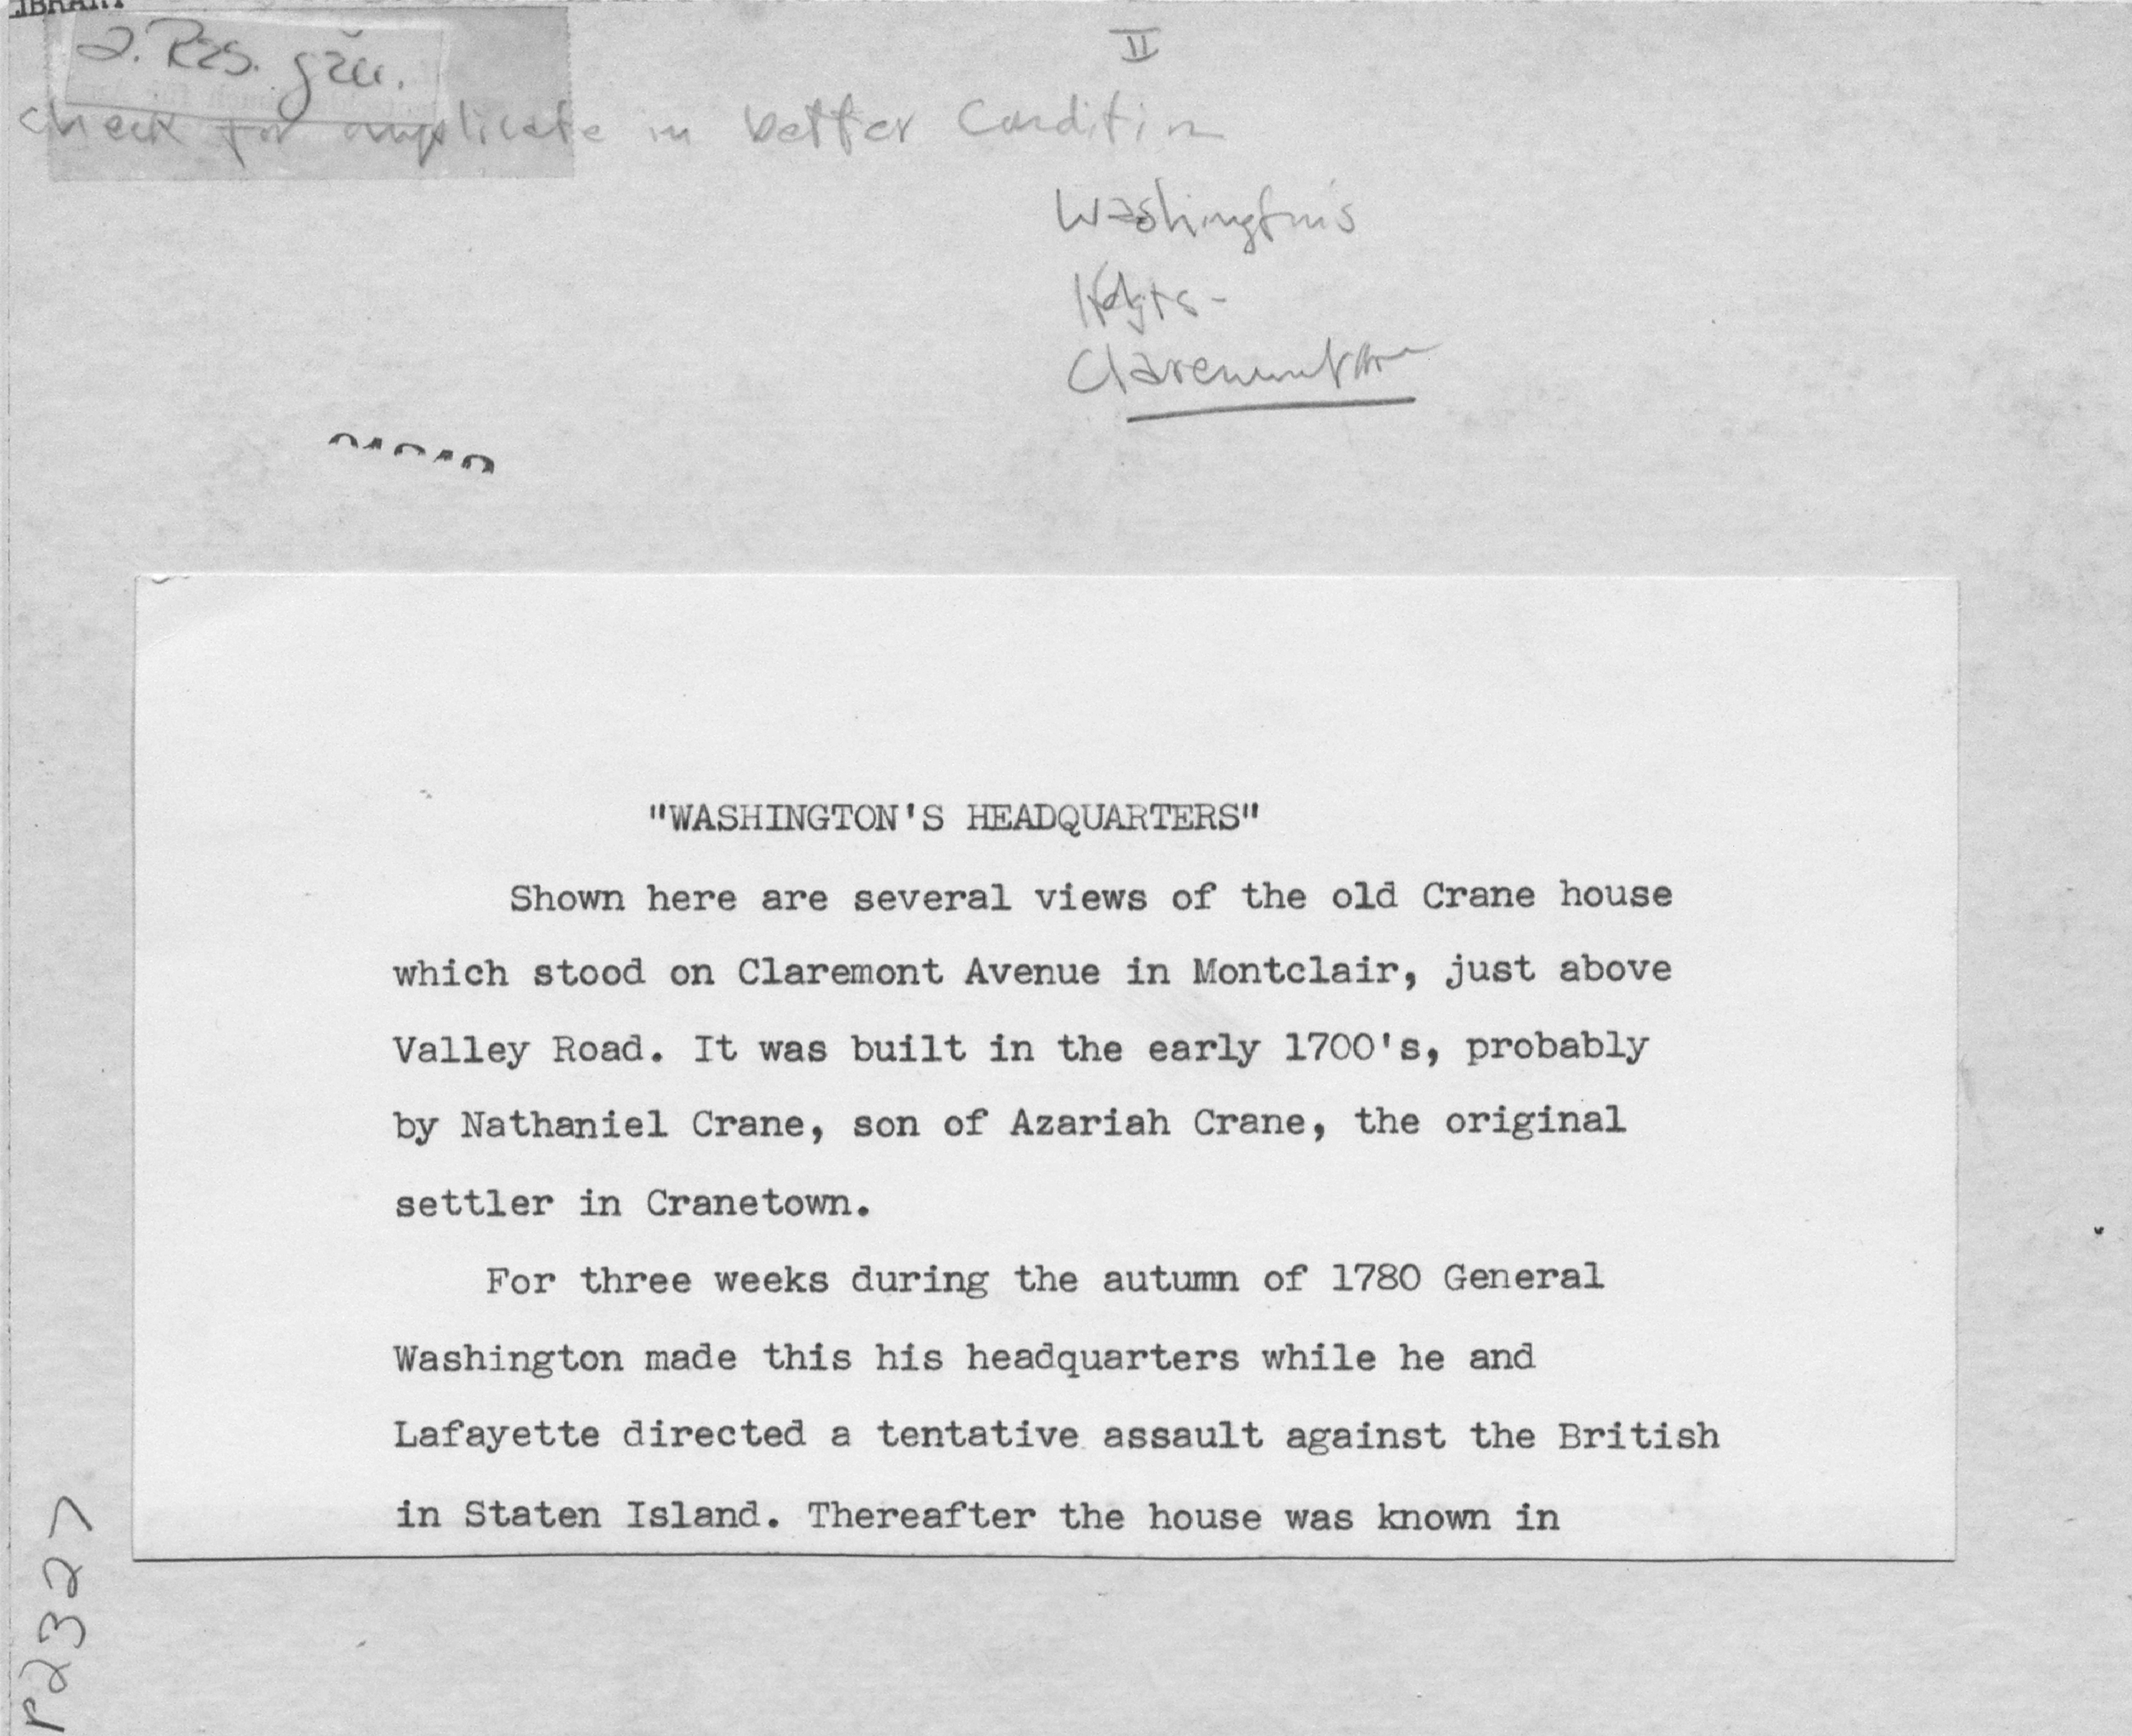 LIBRARY
II
check for duplicate in better Condition
Washington's
Hdqts-
Claremont Ave
"WASHINGTON'S HEADQUARTERS"
Shown here are several views of the old Crane house
which stood on Claremont Avenue in Montclair, just above
Valley Road. It was built in the early 1700's, probably
by Nathaniel Crane, son of Azariah Crane, the original
settler in Cranetown.
For three weeks during the autumn of 1780 General
Washington made this his headquarters while he and
Lafayette directed a tentative assault against the British
in Staten Island. Thereafter the house was known in
r2327